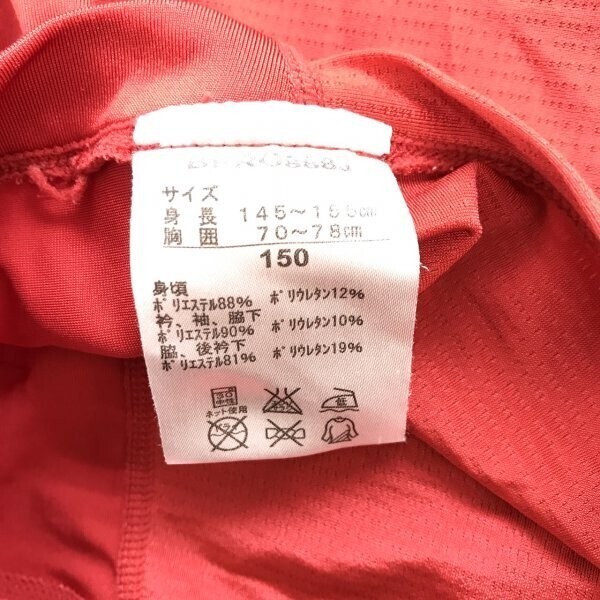 サイズ
身長 145～155cm
胸囲 70～78cm
150
身頃
ポリエステル88% ポリウレタン12%
衿、袖、脇下
ポリエステル90% ポリウレタン10%
脇、後衿下
ポリエステル81% ポリウレタン19%
ネット使用
低